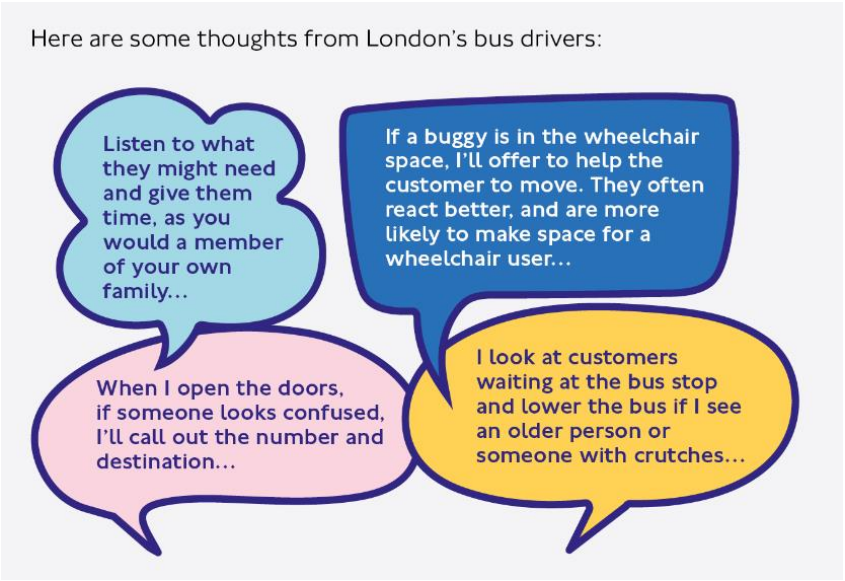 Here are some thoughts from London's bus drivers:
Listen to what
they might need
and give them
time, as you
would a member
of your own
family...
If a buggy is in the wheelchair
space, I'll offer to help the
customer to move. They often
react better, and are more
likely to make space for a
wheelchair user...
When I open the doors,
if someone looks confused,
I'll call out the number and
destination...
I look at customers
waiting at the bus stop
and lower the bus if I see
an older person or
someone with crutches...